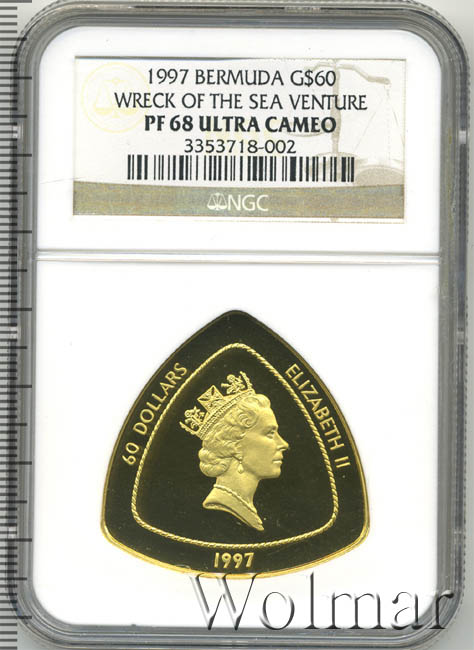 1997 BERMUDA G$60
WRECK OF THE SEA VENTURE
PF 68 ULTRA CAMEO
3353718-002
NGC
60 DOLLARS
ELIZABETH II
1997
Wolmar